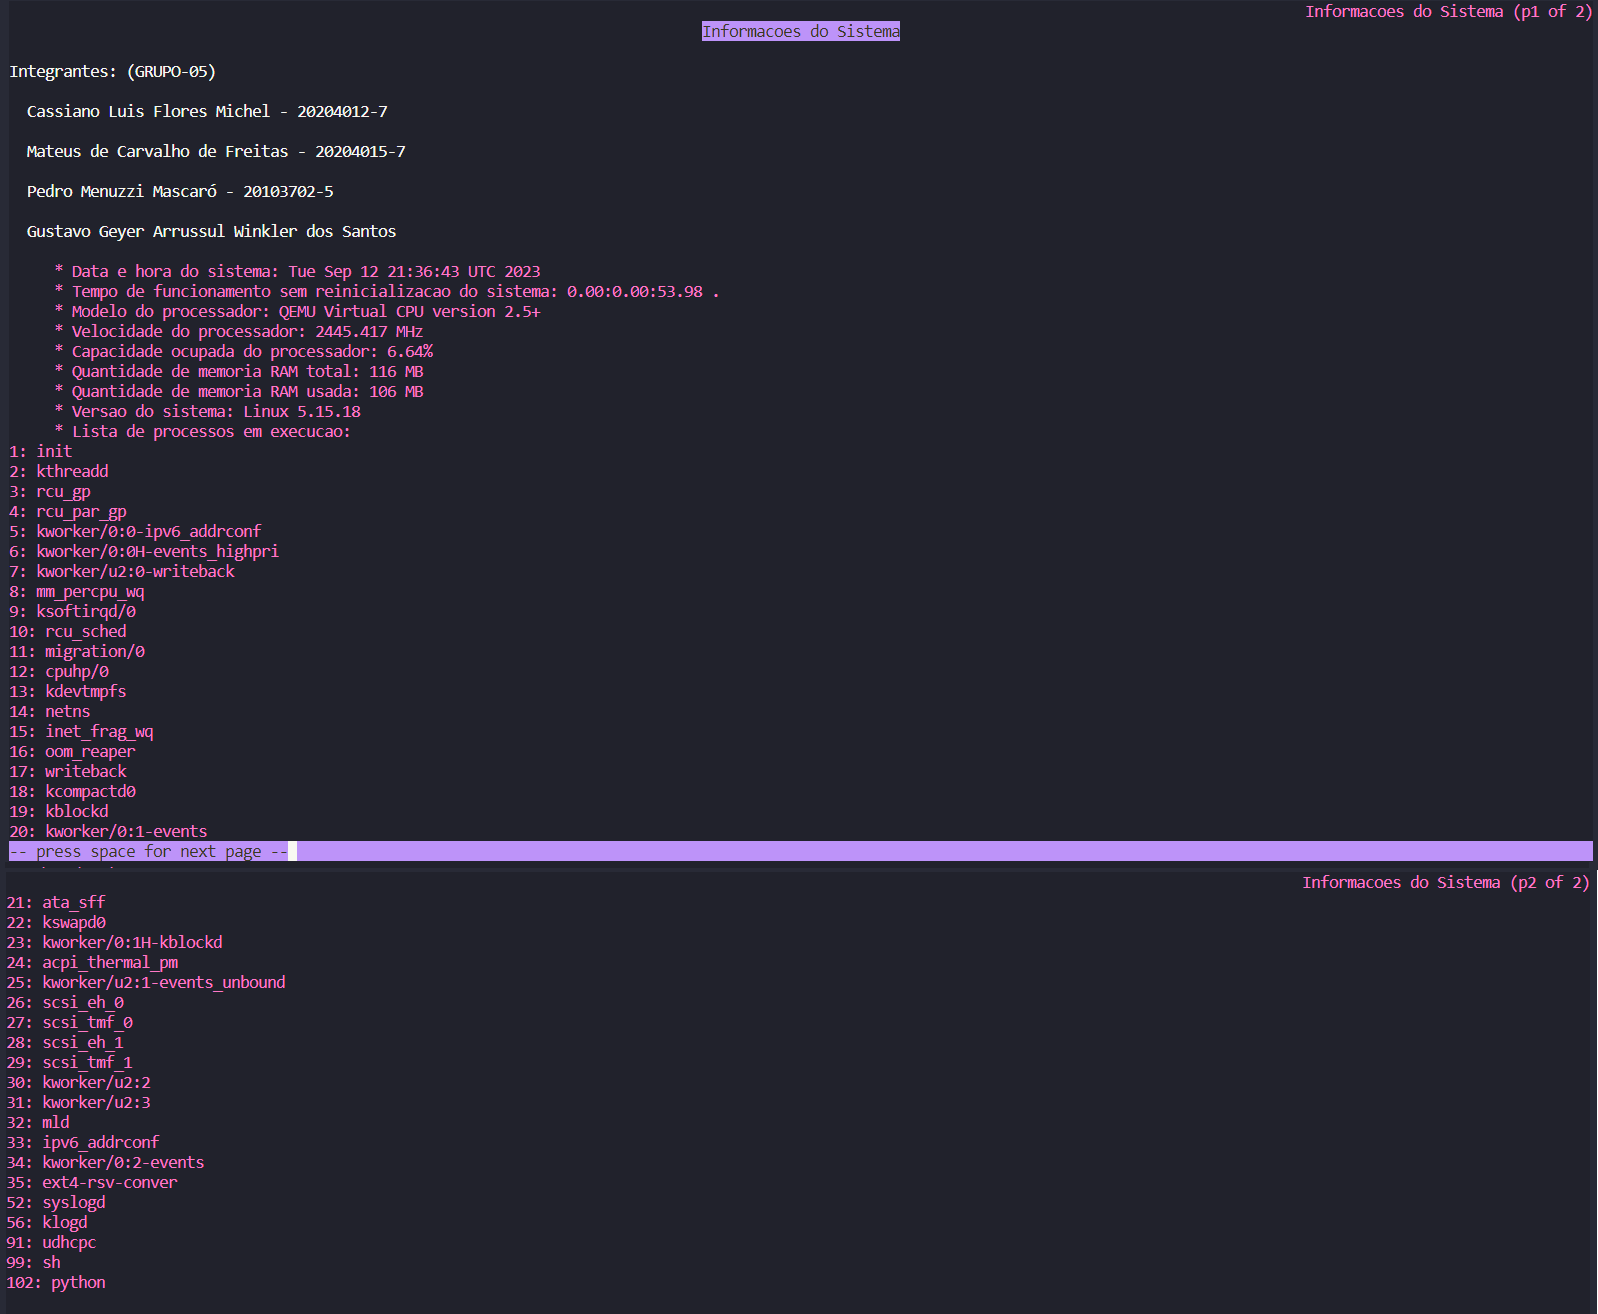 Informacoes do Sistema (p1 of 2)
Informacoes do Sistema
Integrantes: (GRUPO-05)
Cassiano Luis Flores Michel - 20204012-7
Mateus de Carvalho de Freitas - 20204015-7
Pedro Menuzzi Mascaró - 20103702-5
Gustavo Geyer Arrussul Winkler dos Santos
* Data e hora do sistema: Tue Sep 12 21:36:43 UTC 2023
* Tempo de funcionamento sem reinicializacao do sistema: 0.00:0.00:53.98 .
* Modelo do processador: QEMU Virtual CPU version 2.5+
* Velocidade do processador: 2445.417 MHz
* Capacidade ocupada do processador: 6.64%
* Quantidade de memoria RAM total: 116 MB
* Quantidade de memoria RAM usada: 106 MB
* Versao do sistema: Linux 5.15.18
* Lista de processos em execucao:
1: init
2: kthreadd
3: rcu_gp
4: rcu_par_gp
5: kworker/0:0-ipv6_addrconf
6: kworker/0:0H-events_highpri
7: kworker/u2:0-writeback
8: mm_percpu_wq
9: ksoftirqd/0
10: rcu_sched
11: migration/0
12: cpuhp/0
13: kdevtmpfs
14: netns
15: inet_frag_wq
16: oom_reaper
17: writeback
18: kcompactd0
19: kblockd
20: kworker/0:1-events
-- press space for next page --
Informacoes do Sistema (p2 of 2)
21: ata_sff
22: kswapd0
23: kworker/0:1H-kblockd
24: acpi_thermal_pm
25: kworker/u2:1-events_unbound
26: scsi_eh_0
27: scsi_tmf_0
28: scsi_eh_1
29: scsi_tmf_1
30: kworker/u2:2
31: kworker/u2:3
32: mld
33: ipv6_addrconf
34: kworker/0:2-events
35: ext4-rsv-conver
52: syslogd
56: klogd
91: udhcpc
99: sh
102: python